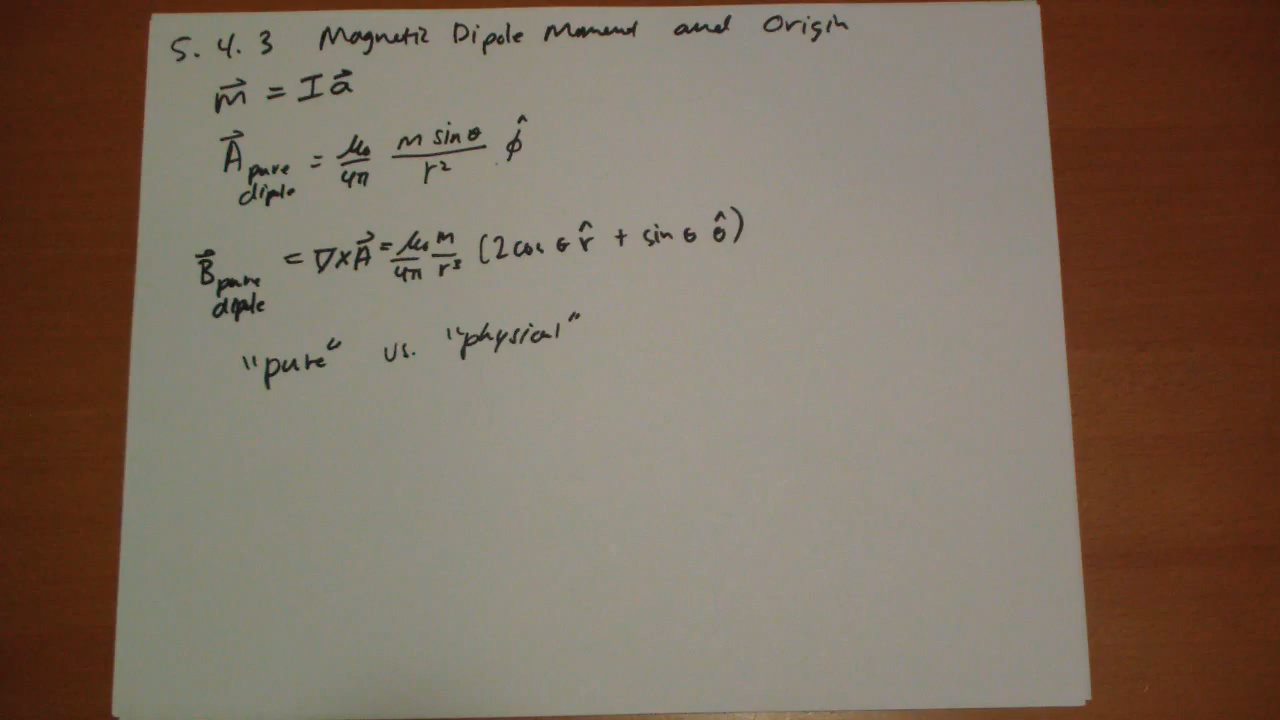 5.4.3 Magnetic Dipole Moment and Origin
m⃗ = I a⃗
A⃗ pure dipole = μ₀/4π m sin θ/r² φ̂
B⃗ pure dipole = ∇×A⃗ = μ₀/4π m/r³ (2 cos θ r̂ + sin θ θ̂)
"pure" vs. "physical"